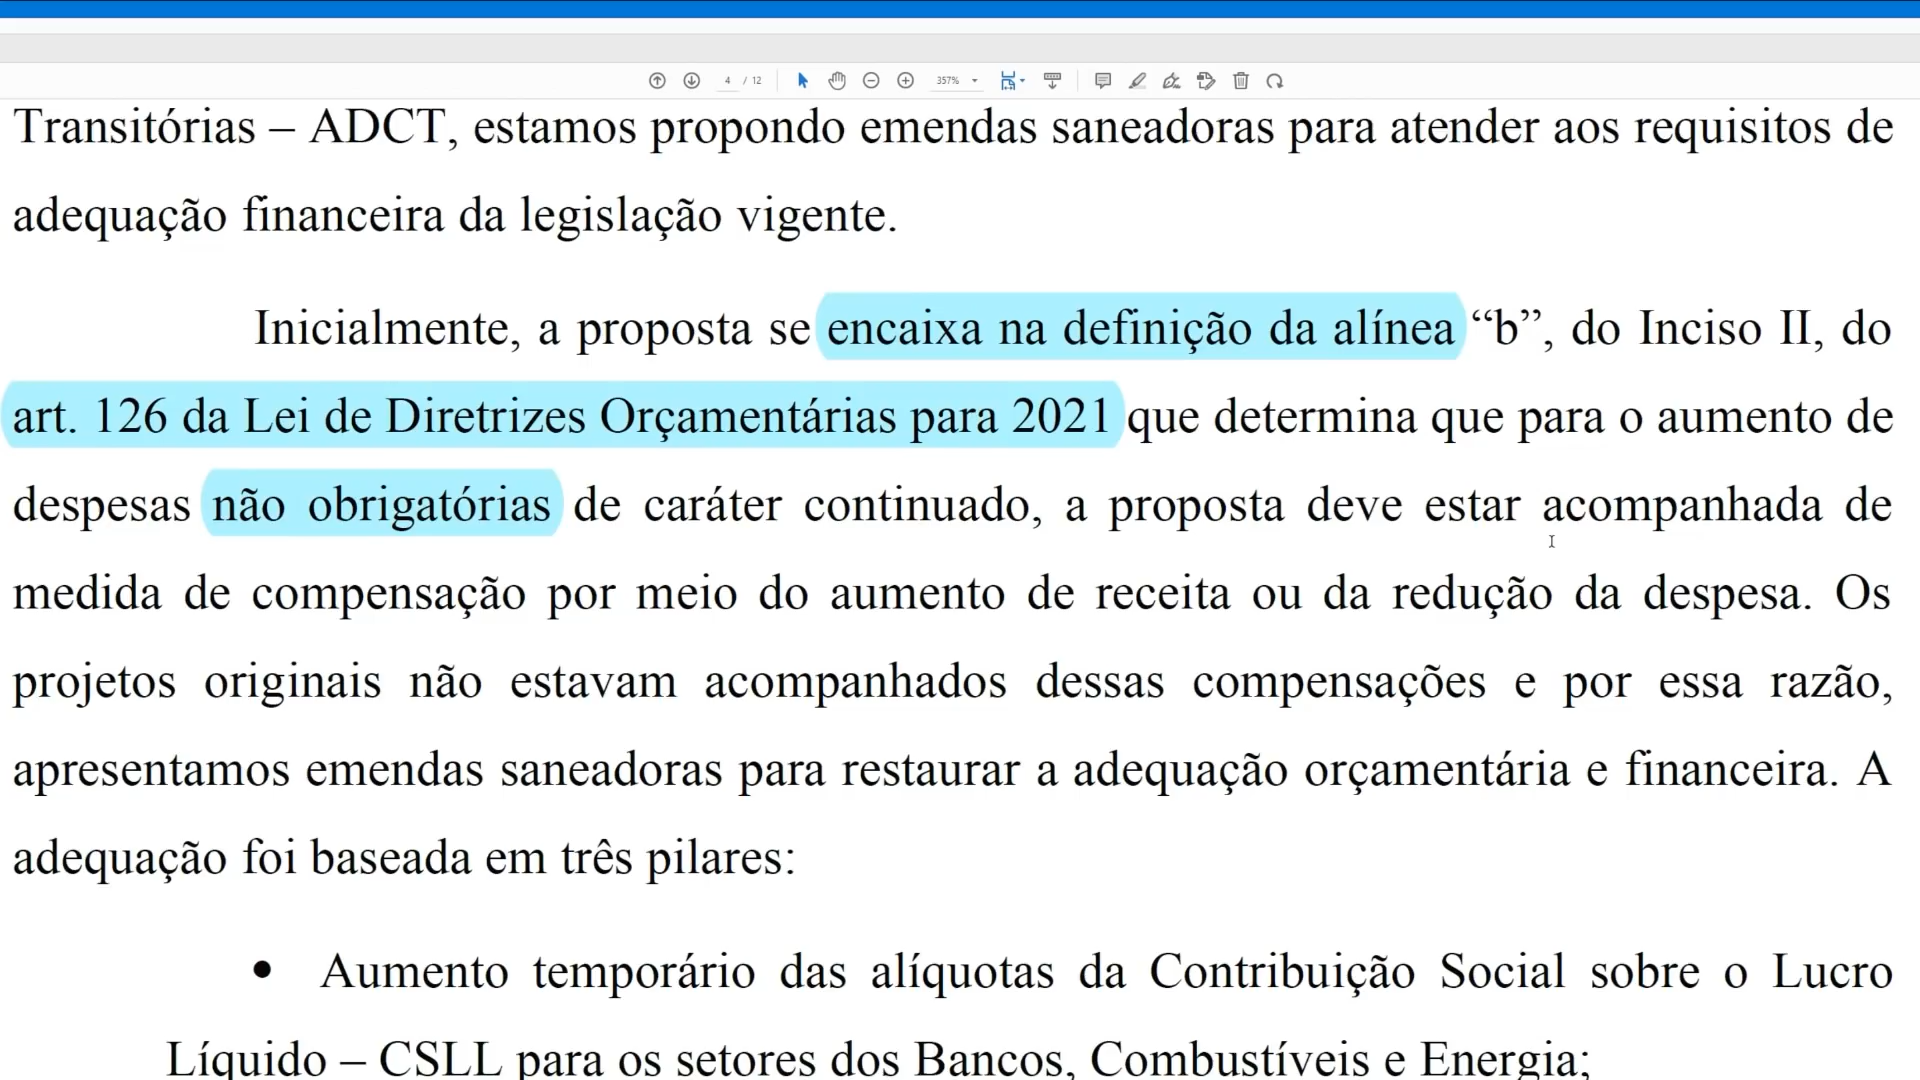 4 / 12 357%
Transitórias – ADCT, estamos propondo emendas saneadoras para atender aos requisitos de
adequação financeira da legislação vigente.
Inicialmente, a proposta se encaixa na definição da alínea “b”, do Inciso II, do
art. 126 da Lei de Diretrizes Orçamentárias para 2021 que determina que para o aumento de
despesas não obrigatórias de caráter continuado, a proposta deve estar acompanhada de
medida de compensação por meio do aumento de receita ou da redução da despesa. Os
projetos originais não estavam acompanhados dessas compensações e por essa razão,
apresentamos emendas saneadoras para restaurar a adequação orçamentária e financeira. A
adequação foi baseada em três pilares:
• Aumento temporário das alíquotas da Contribuição Social sobre o Lucro
Líquido – CSLL para os setores dos Bancos, Combustíveis e Energia;